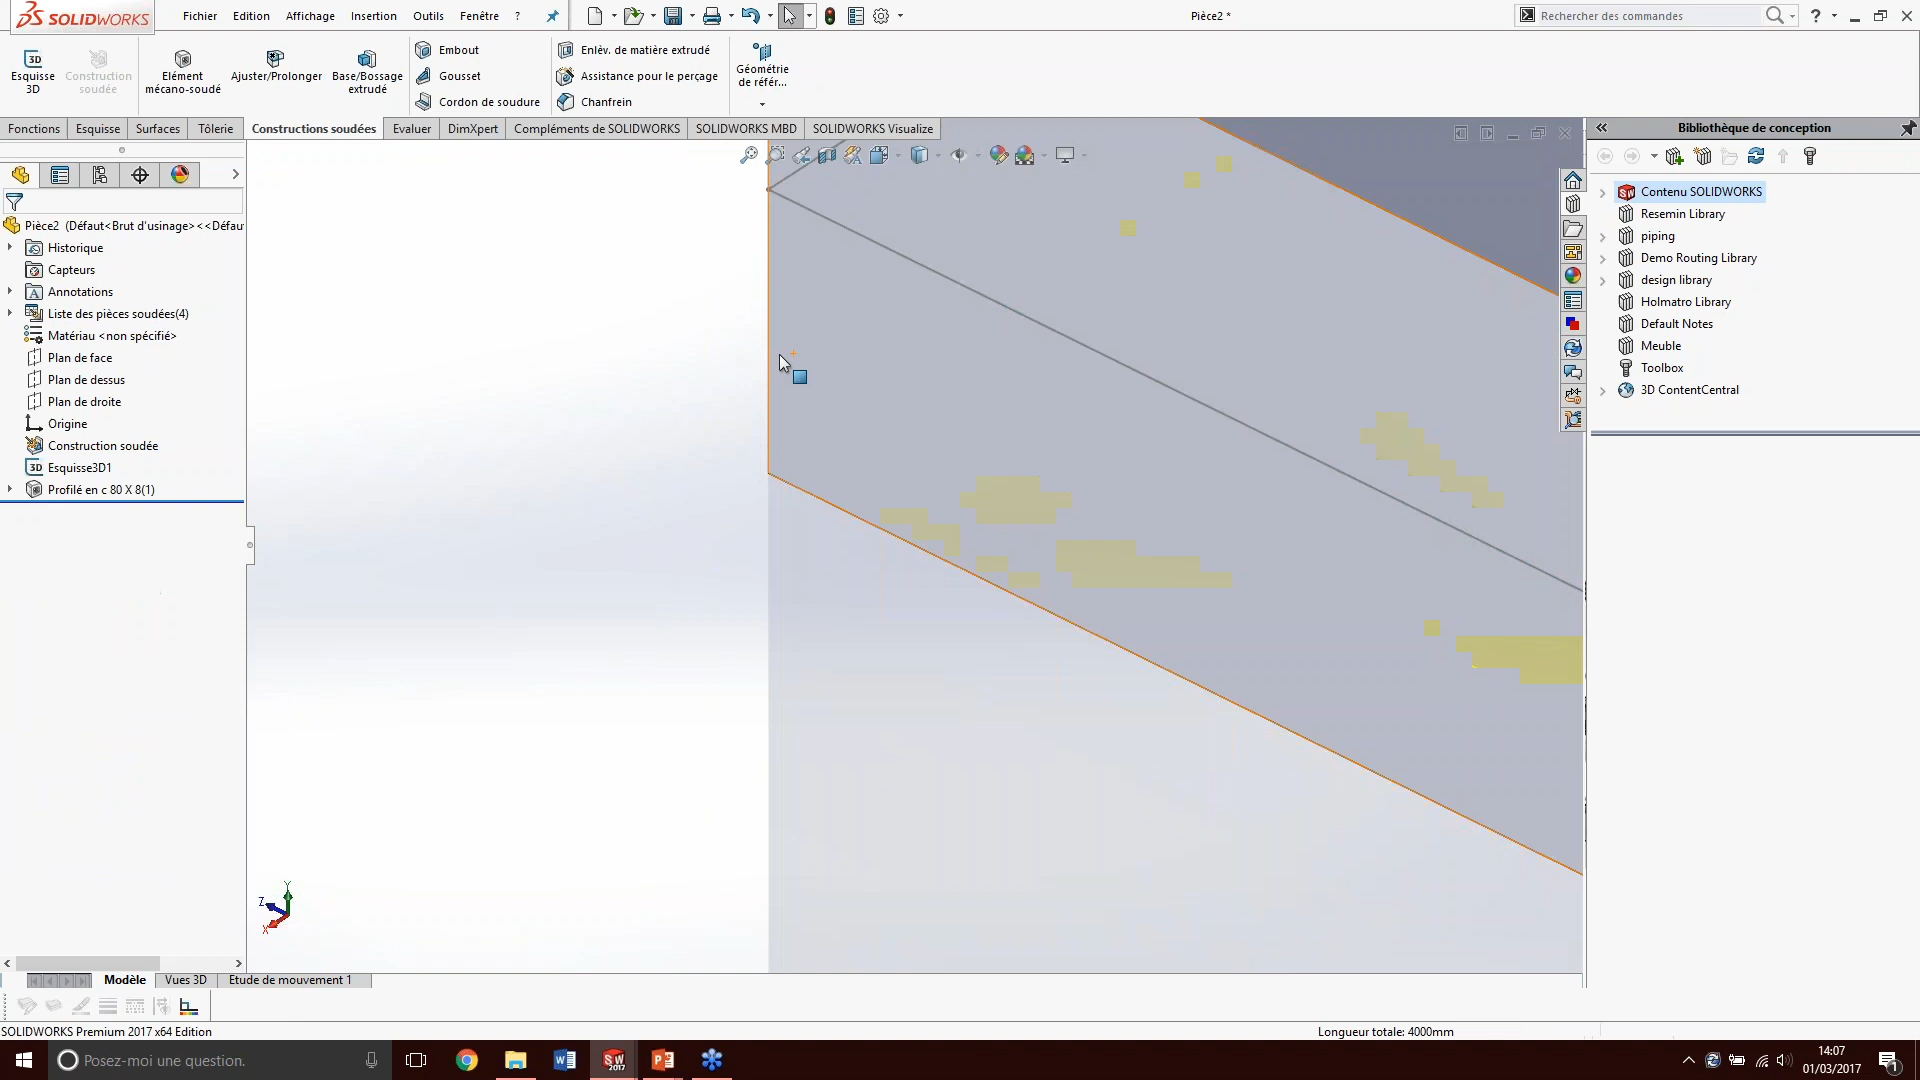 SOLIDWORKS
Fichier
Edition
Affichage
Insertion
Outils
Fenêtre
?
Pièce2 *
Rechercher des commandes
?
3D
Esquisse
3D
Construction
soudée
Elément
mécano-soudé
Ajuster/Prolonger
Base/Bossage
extrudé
Embout
Gousset
Cordon de soudure
Enlèv. de matière extrudé
Assistance pour le perçage
Chanfrein
Géométrie
de référ...
Fonctions
Esquisse
Surfaces
Tôlerie
Constructions soudées
Evaluer
DimXpert
Compléments de SOLIDWORKS
SOLIDWORKS MBD
SOLIDWORKS Visualize
Bibliothèque de conception
Pièce2 (Défaut<Brut d'usinage><<Défau
Historique
Capteurs
Annotations
Liste des pièces soudées(4)
Matériau <non spécifié>
Plan de face
Plan de dessus
Plan de droite
Origine
Construction soudée
3D Esquisse3D1
Profilé en c 80 X 8(1)
Contenu SOLIDWORKS
Resemin Library
piping
Demo Routing Library
design library
Holmatro Library
Default Notes
Meuble
Toolbox
3D ContentCentral
Y
Z
X
Modèle
Vues 3D
Etude de mouvement 1
SOLIDWORKS Premium 2017 x64 Edition
Longueur totale: 4000mm
Posez-moi une question.
14:07
01/03/2017